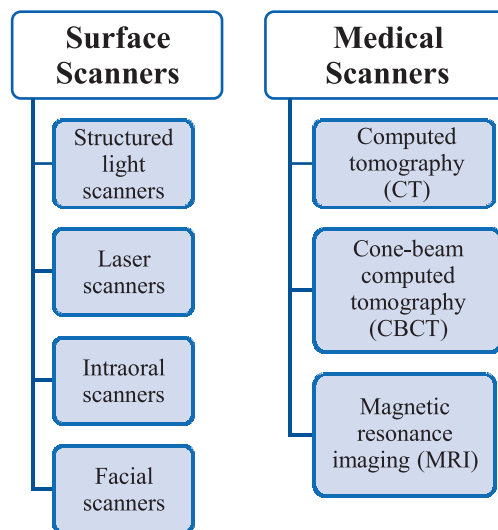 Surface
Scanners
Structured
light
scanners
Laser
scanners
Intraoral
scanners
Facial
scanners
Medical
Scanners
Computed
tomography
(CT)
Cone-beam
computed
tomography
(CBCT)
Magnetic
resonance
imaging (MRI)